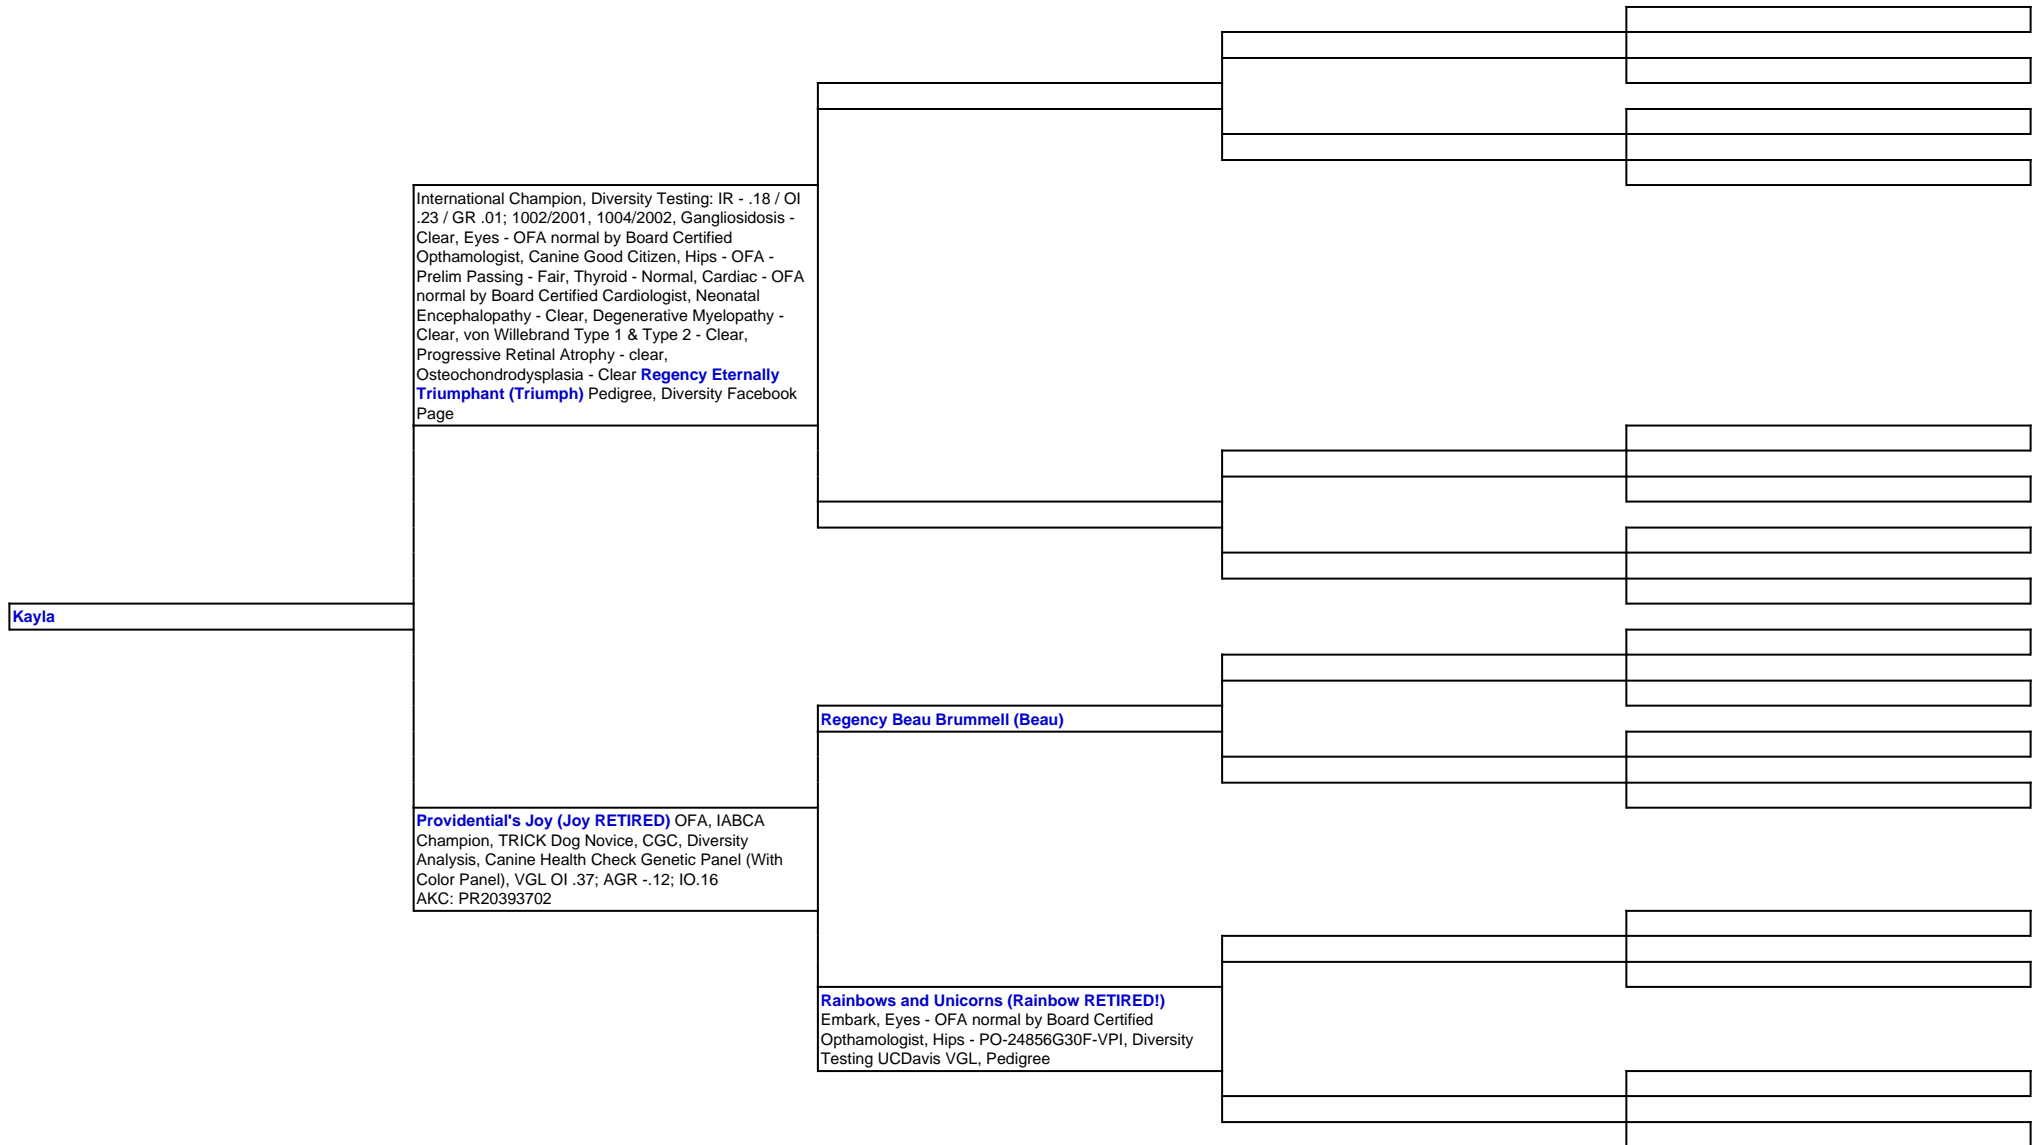 International Champion, Diversity Testing: IR - .18 / OI
.23 / GR .01; 1002/2001, 1004/2002, Gangliosidosis -
Clear, Eyes - OFA normal by Board Certified
Opthamologist, Canine Good Citizen, Hips - OFA -
Prelim Passing - Fair, Thyroid - Normal, Cardiac - OFA
normal by Board Certified Cardiologist, Neonatal
Encephalopathy - Clear, Degenerative Myelopathy -
Clear, von Willebrand Type 1 & Type 2 - Clear,
Progressive Retinal Atrophy - clear,
Osteochondrodysplasia - Clear Regency Eternally
Triumphant (Triumph) Pedigree, Diversity Facebook
Page
Kayla
Regency Beau Brummell (Beau)
Providential's Joy (Joy RETIRED) OFA, IABCA
Champion, TRICK Dog Novice, CGC, Diversity
Analysis, Canine Health Check Genetic Panel (With
Color Panel), VGL OI .37; AGR -.12; IO.16
AKC: PR20393702
Rainbows and Unicorns (Rainbow RETIRED!)
Embark, Eyes - OFA normal by Board Certified
Opthamologist, Hips - PO-24856G30F-VPI, Diversity
Testing UCDavis VGL, Pedigree